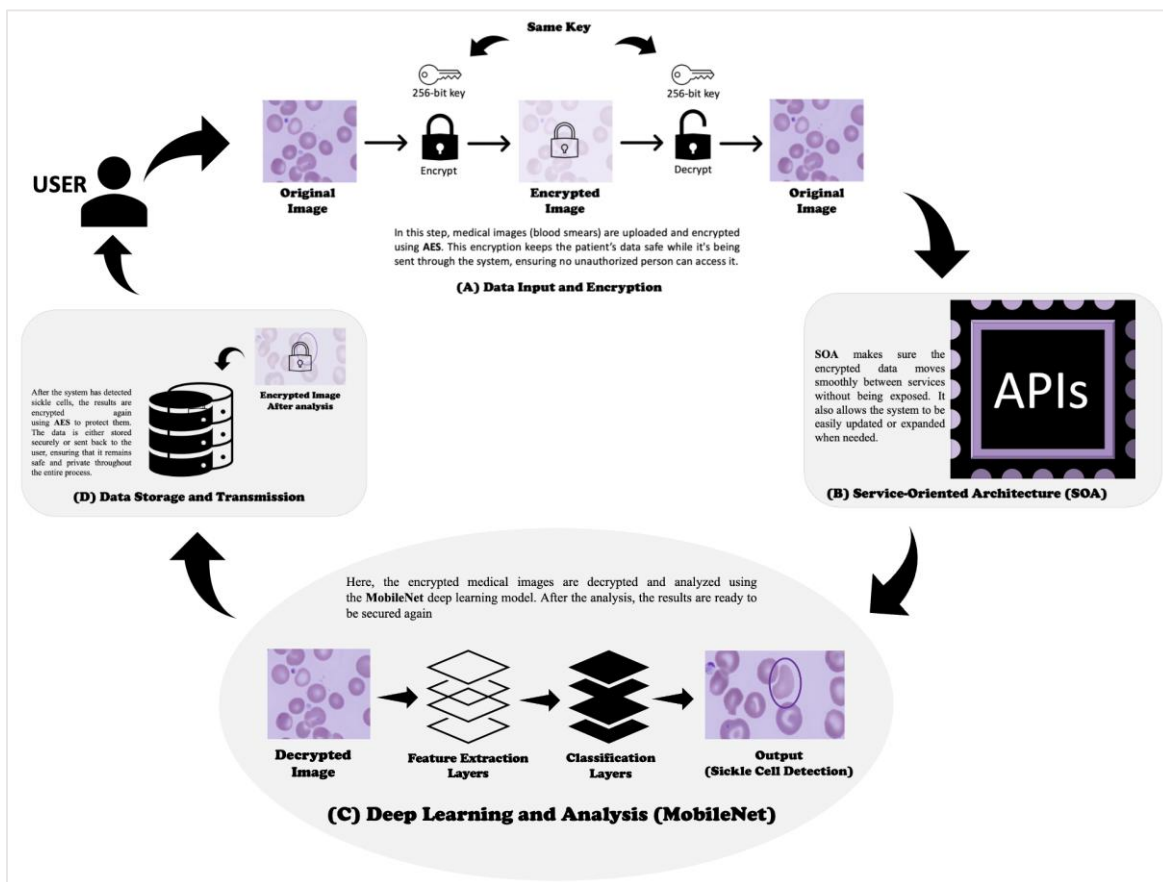 Same Key
256-bit key
256-bit key
USER
Encrypt
Decrypt
Original
Image
Encrypted
Image
Original
Image
In this step, medical images (blood smears) are uploaded and encrypted
using AES. This encryption keeps the patient's data safe while it's being
sent through the system, ensuring no unauthorized person can access it.
(A) Data Input and Encryption
SOA makes sure the
encrypted data moves
smoothly between services
without being exposed. It
also allows the system to be
easily updated or expanded
when needed.
APIs
(B) Service-Oriented Architecture (SOA)
Here, the encrypted medical images are decrypted and analyzed using
the MobileNet deep learning model. After the analysis, the results are ready to
be secured again
Decrypted
Image
Feature Extraction
Layers
Classification
Layers
Output
(Sickle Cell Detection)
(C) Deep Learning and Analysis (MobileNet)
After the system has detected
sickle cells, the results are
encrypted again
using AES to protect them.
The data is either stored
securely or sent back to the
user, ensuring that it remains
safe and private throughout
the entire process.
Encrypted Image
After analysis
(D) Data Storage and Transmission